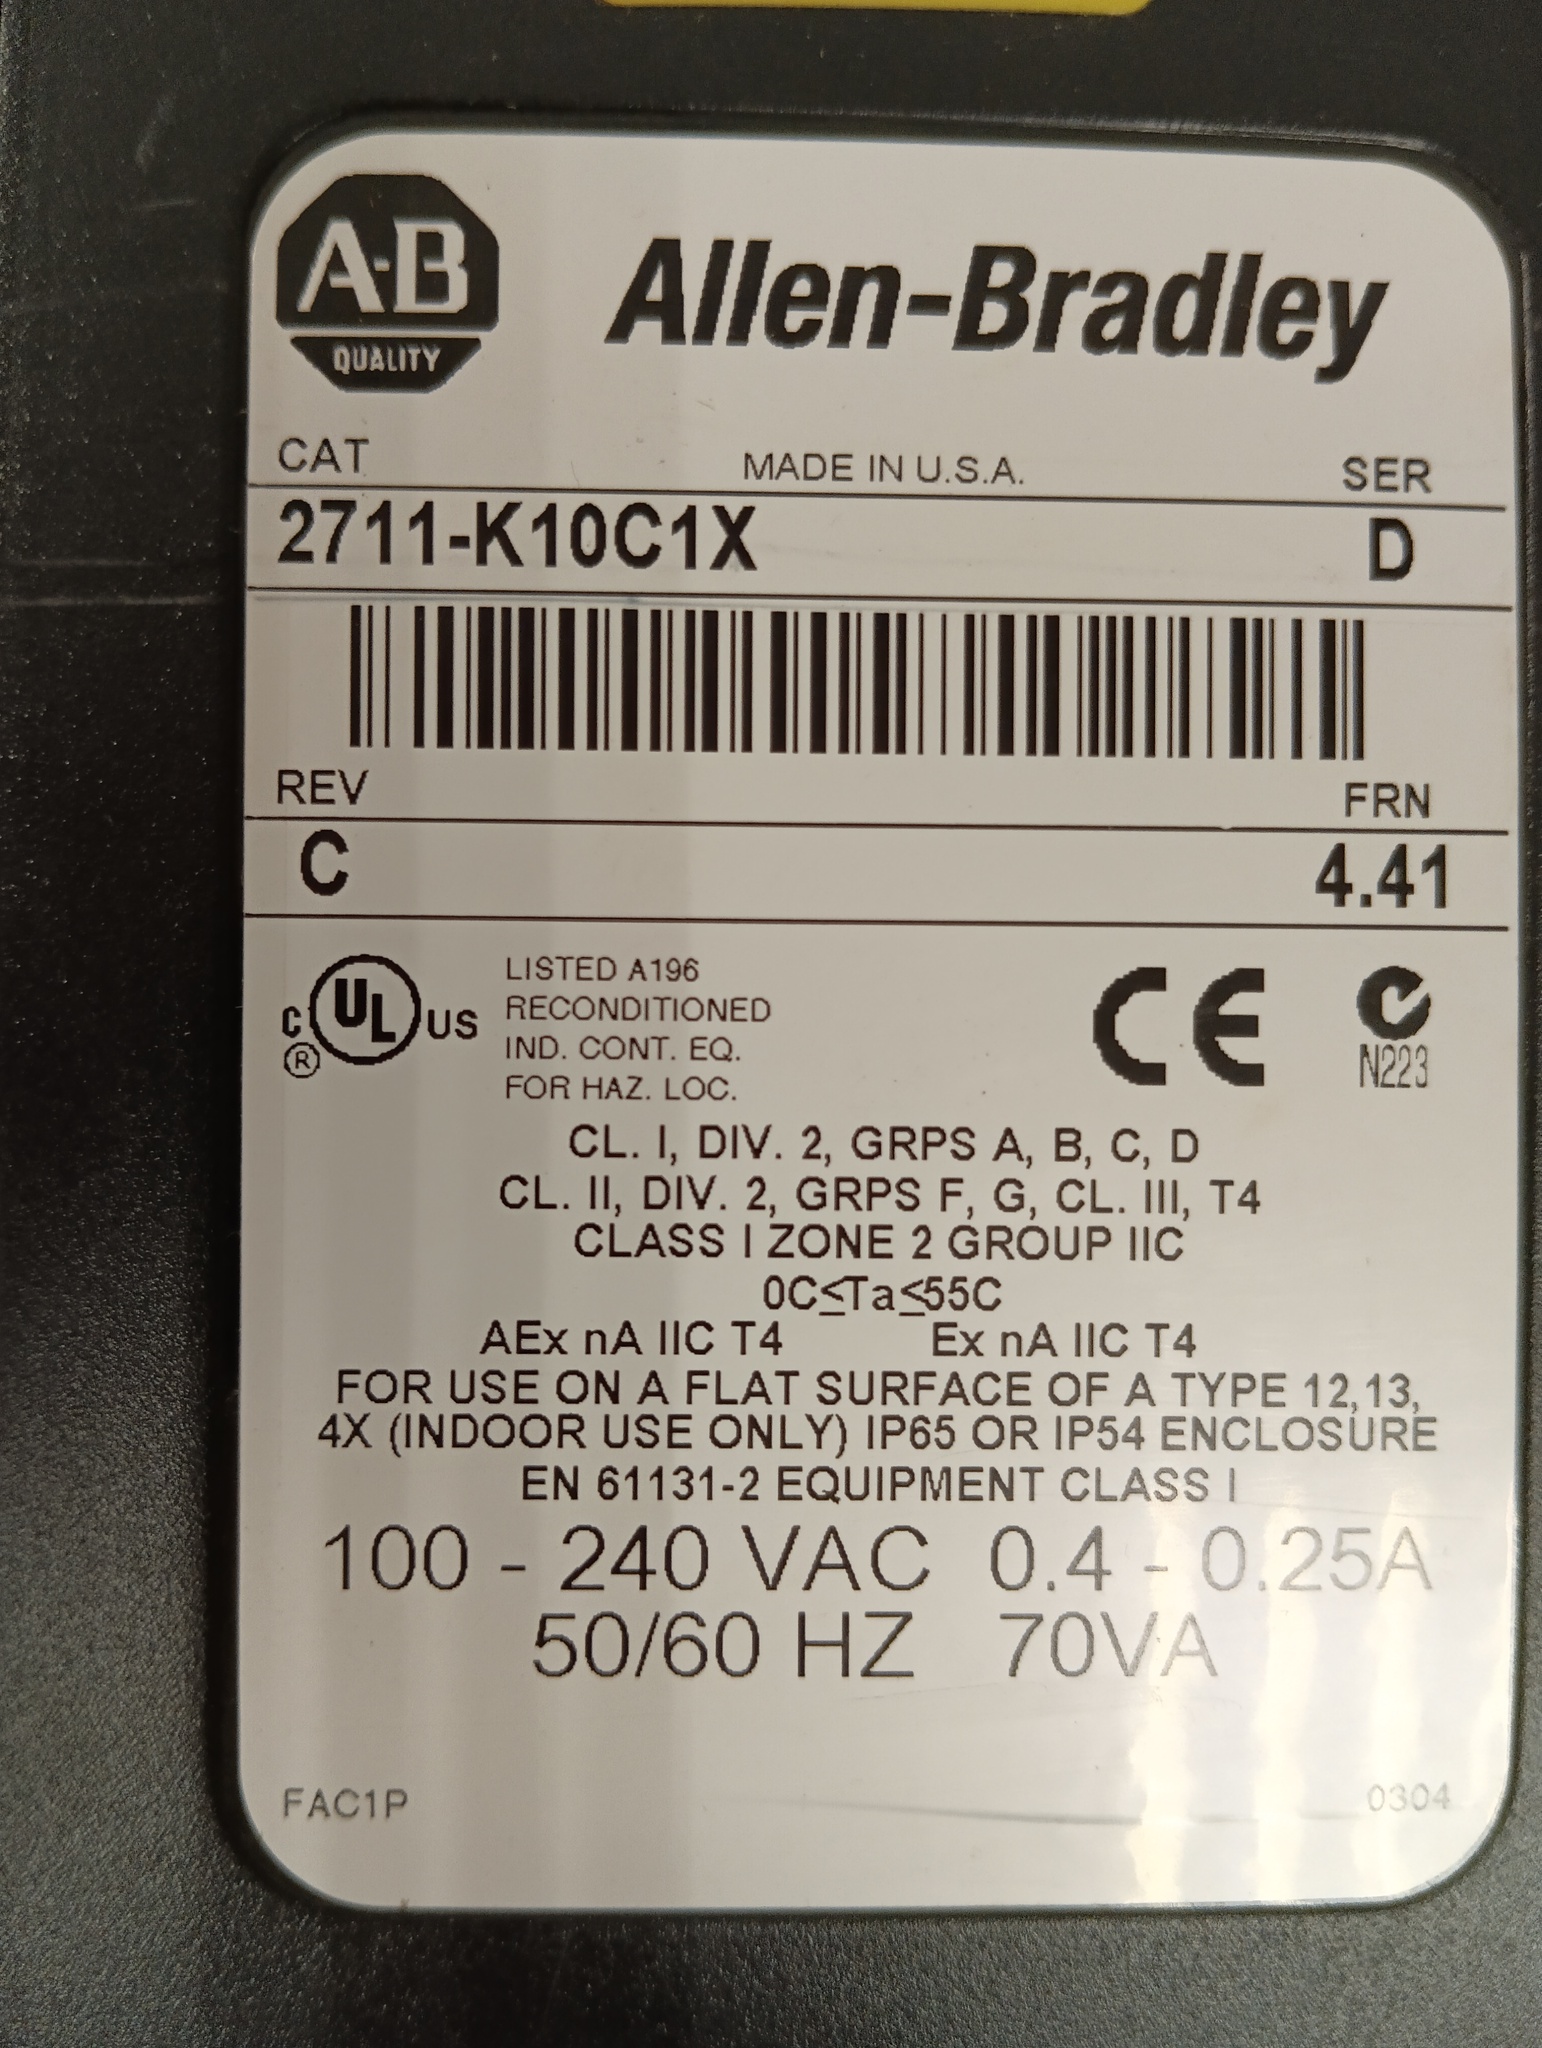 A-B
QUALITY
Allen-Bradley
CAT MADE IN U.S.A. SER
2711-K10C1X D
REV FRN
C 4.41
C UL US
®
LISTED A196
RECONDITIONED
IND. CONT. EQ.
FOR HAZ. LOC.
CE
N223
CL. I, DIV. 2, GRPS A, B, C, D
CL. II, DIV. 2, GRPS F, G, CL. III, T4
CLASS I ZONE 2 GROUP IIC
0C≤Ta≤55C
AEx nA IIC T4 Ex nA IIC T4
FOR USE ON A FLAT SURFACE OF A TYPE 12,13,
4X (INDOOR USE ONLY) IP65 OR IP54 ENCLOSURE
EN 61131-2 EQUIPMENT CLASS I
100 - 240 VAC 0.4 - 0.25A
50/60 HZ 70VA
FAC1P 0304